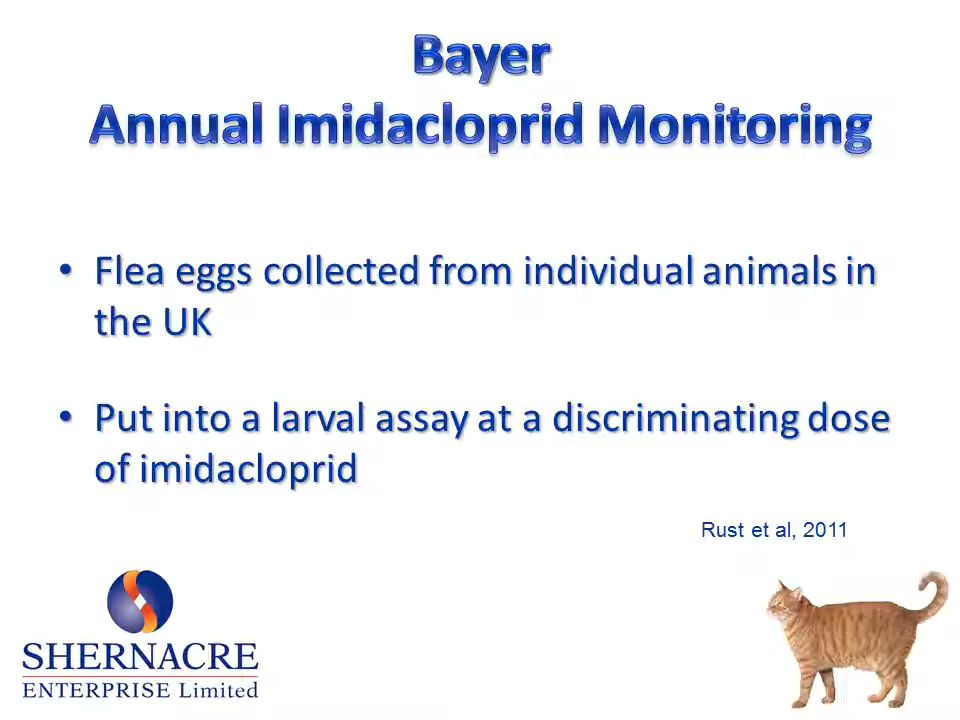 Bayer
Annual Imidacloprid Monitoring
• Flea eggs collected from individual animals in
the UK
• Put into a larval assay at a discriminating dose
of imidacloprid
Rust et al, 2011
SHERNACRE
ENTERPRISE Limited